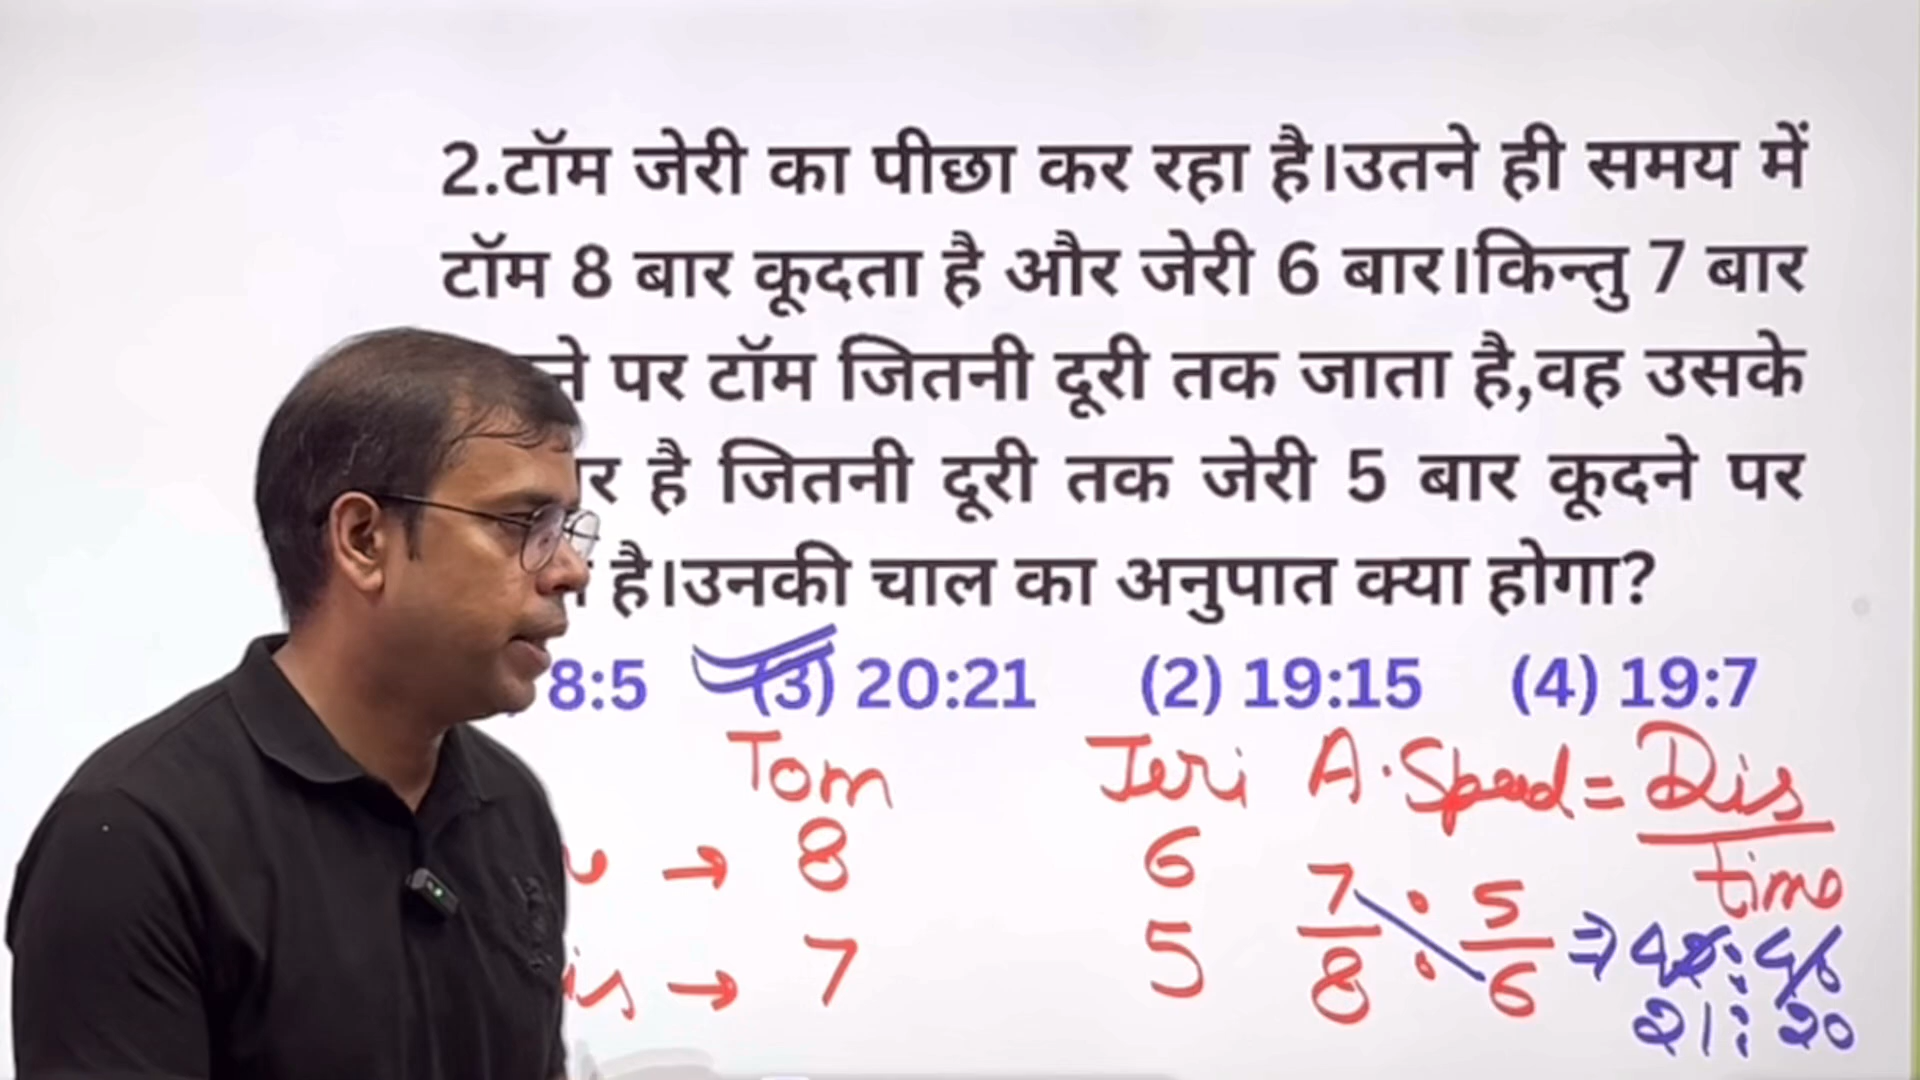 2.टॉम जेरी का पीछा कर रहा है।उतने ही समय में
टॉम 8 बार कूदता है और जेरी 6 बार।किन्तु 7 बार
पर टॉम जितनी दूरी तक जाता है,वह उसके
है जितनी दूरी तक जेरी 5 बार कूदने पर
है।उनकी चाल का अनुपात क्या होगा?
8:5 (3) 20:21 (2) 19:15 (4) 19:7
Tom Jeri A. Speed = Dis
time
→ 8 6
→ 7 5
7/8 : 5/6 ⇒ 42 : 40
21 : 20